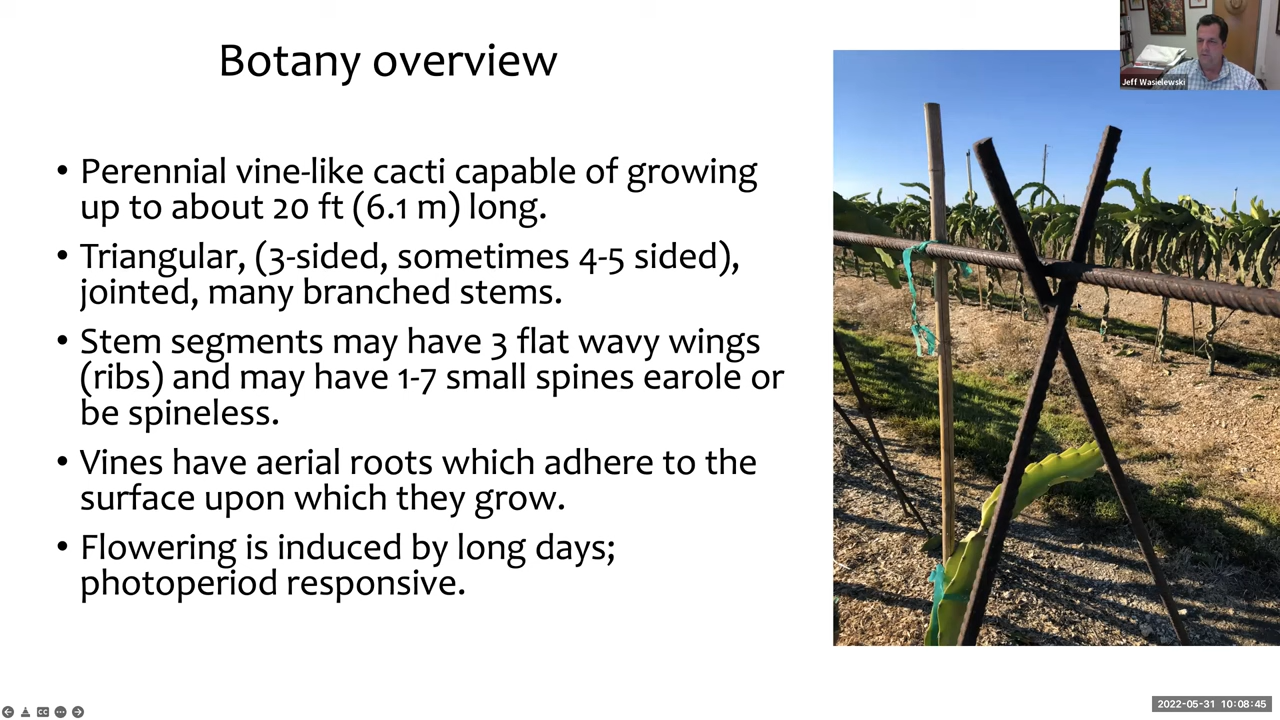 Botany overview
Jeff Wasielewski
• Perennial vine-like cacti capable of growing
up to about 20 ft (6.1 m) long.
• Triangular, (3-sided, sometimes 4-5 sided),
jointed, many branched stems.
• Stem segments may have 3 flat wavy wings
(ribs) and may have 1-7 small spines earole or
be spineless.
• Vines have aerial roots which adhere to the
surface upon which they grow.
• Flowering is induced by long days;
photoperiod responsive.
CC
2022-05-31 10:08:45